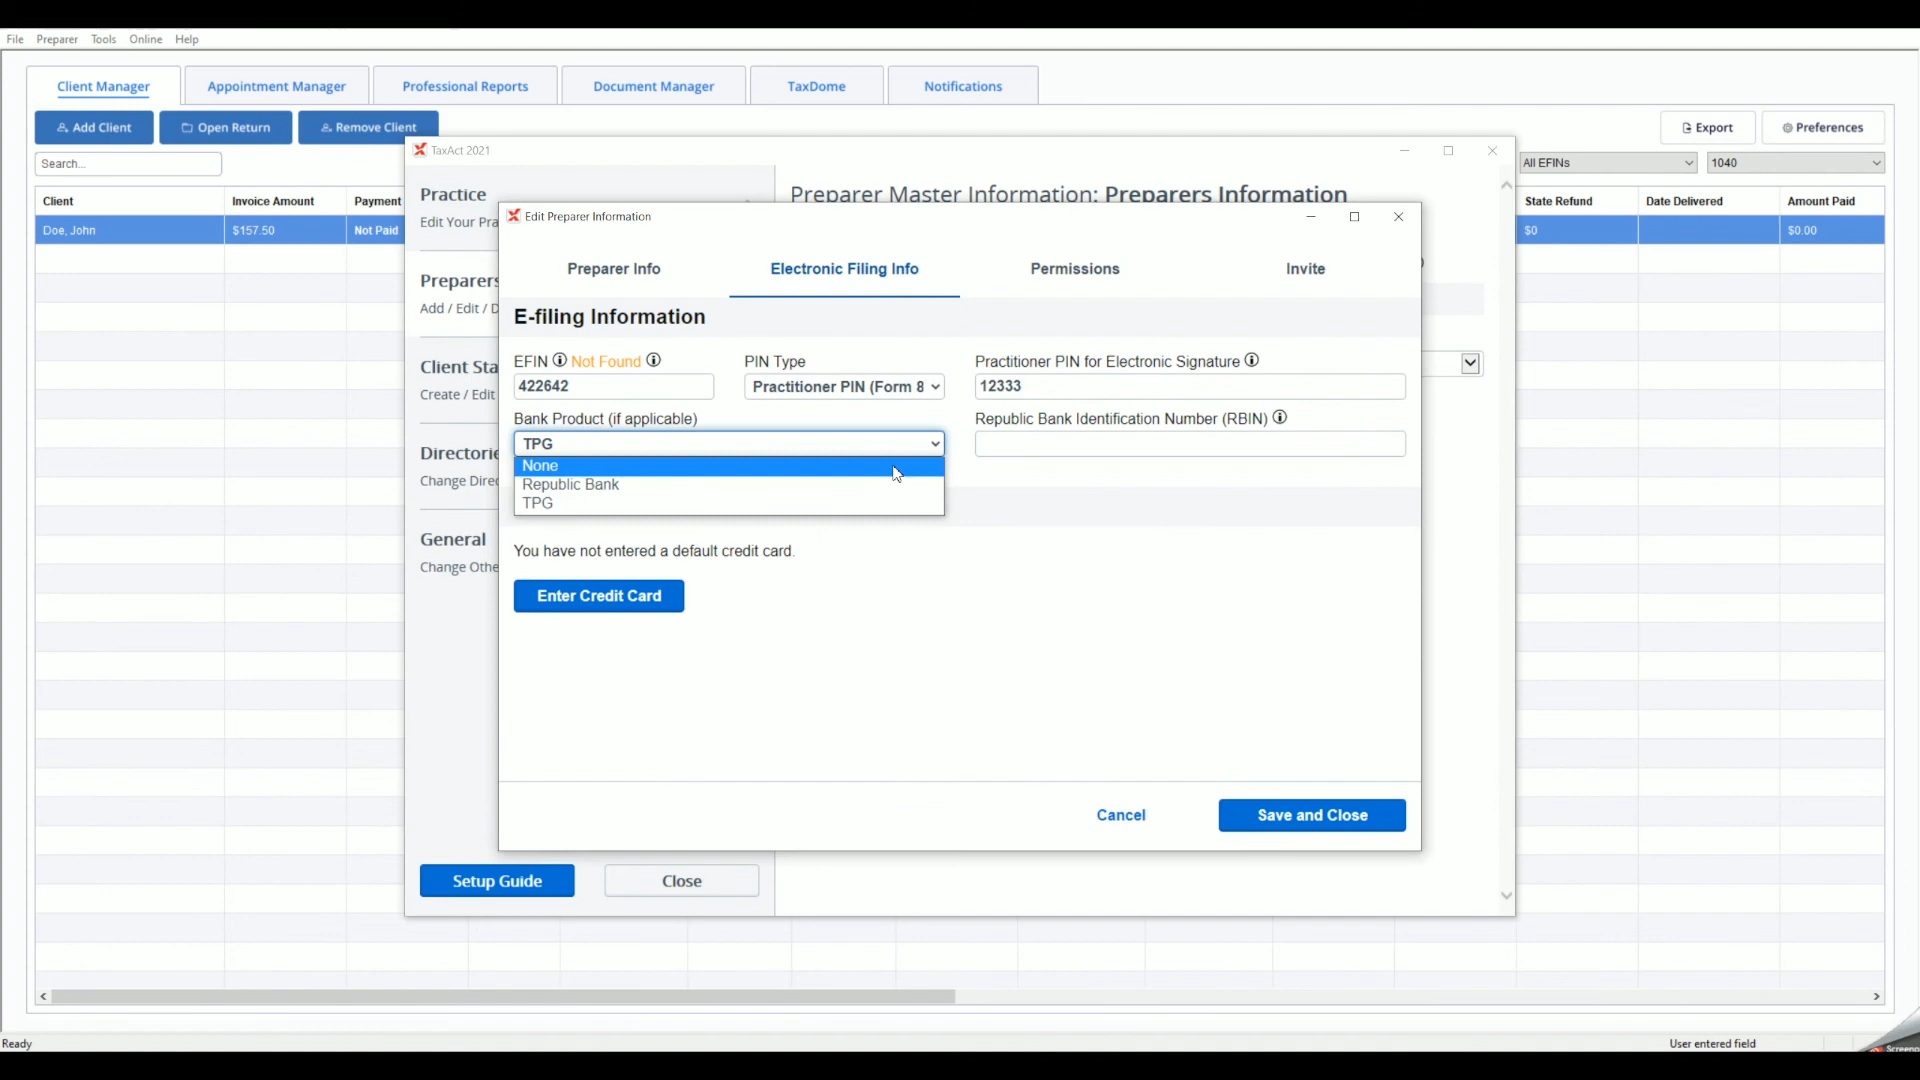 File Preparer Tools Online Help
Client Manager Appointment Manager Professional Reports Document Manager TaxDome Notifications
Add Client Open Return Remove Client Export Preferences
Search...
TaxAct 2021
All EFINs 1040
Client Invoice Amount Payment State Refund Date Delivered Amount Paid
Doe, John $157.50 Not Paid $0 $0.00
Practice
Edit Your Pra
Preparers
Add / Edit / D
Client Sta
Create / Edit
Directorie
Change Direc
General
Change Othe
Setup Guide Close
Preparer Master Information: Preparers Information
Edit Preparer Information
Preparer Info Electronic Filing Info Permissions Invite
E-filing Information
EFIN Not Found PIN Type Practitioner PIN for Electronic Signature
422642 Practitioner PIN (Form 8 12333
Bank Product (if applicable) Republic Bank Identification Number (RBIN)
TPG
None
Republic Bank
TPG
You have not entered a default credit card.
Enter Credit Card
Cancel Save and Close
Ready User entered field